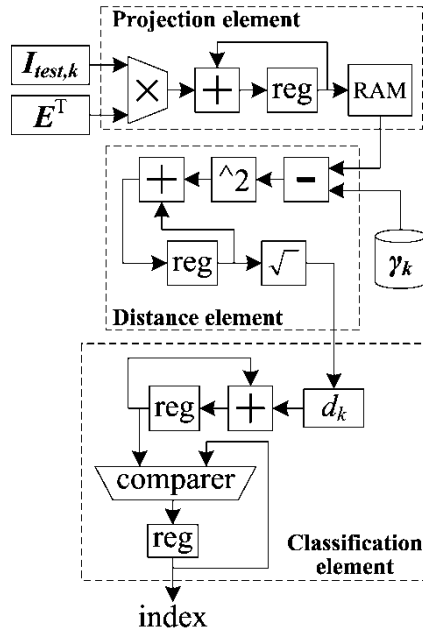 Projection element
I_test,k
E^T
×
+
reg
RAM
+
^2
-
γ_k
reg
√
Distance element
reg
+
d_k
comparer
reg
Classification
element
index